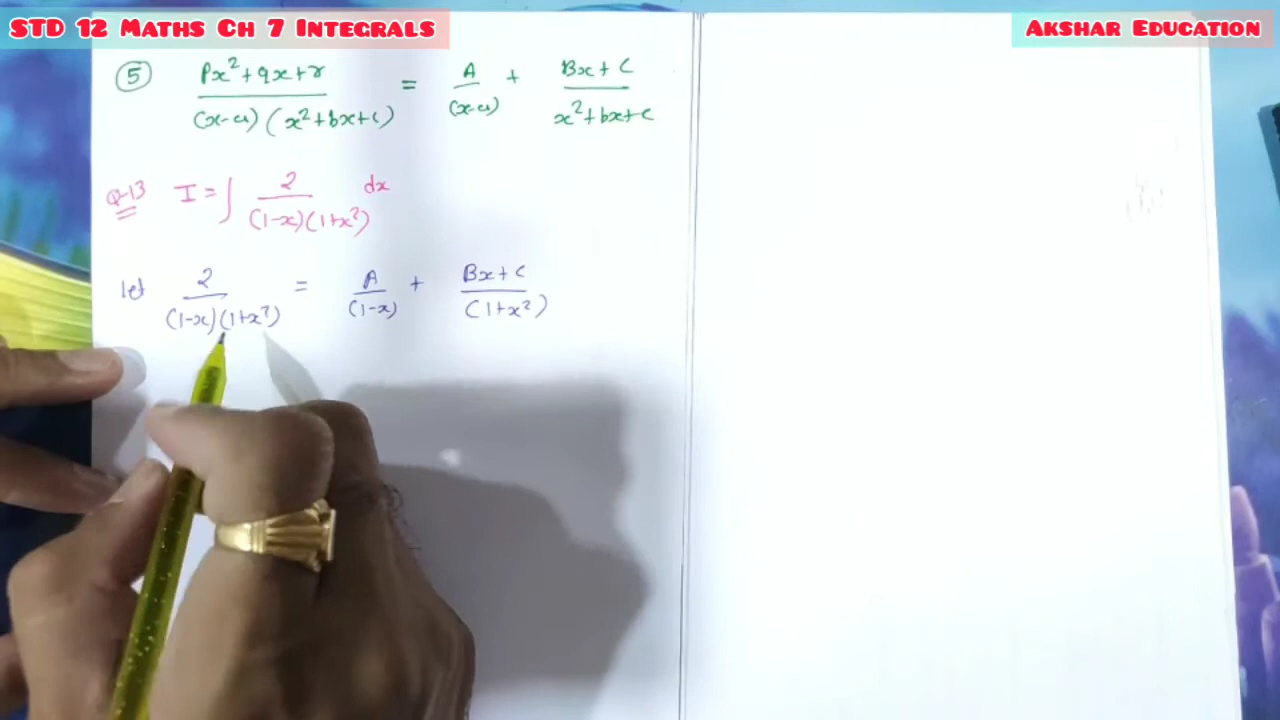 STD 12 Maths Ch 7 Integrals
Akshar Education
⑤ (px²+qx+r)/((x-a)(x²+bx+c)) = A/(x-a) + (Bx+C)/(x²+bx+c)
Q-13 I = ∫ 2/((1-x)(1+x²)) dx
let 2/((1-x)(1+x²)) = A/(1-x) + (Bx+C)/(1+x²)